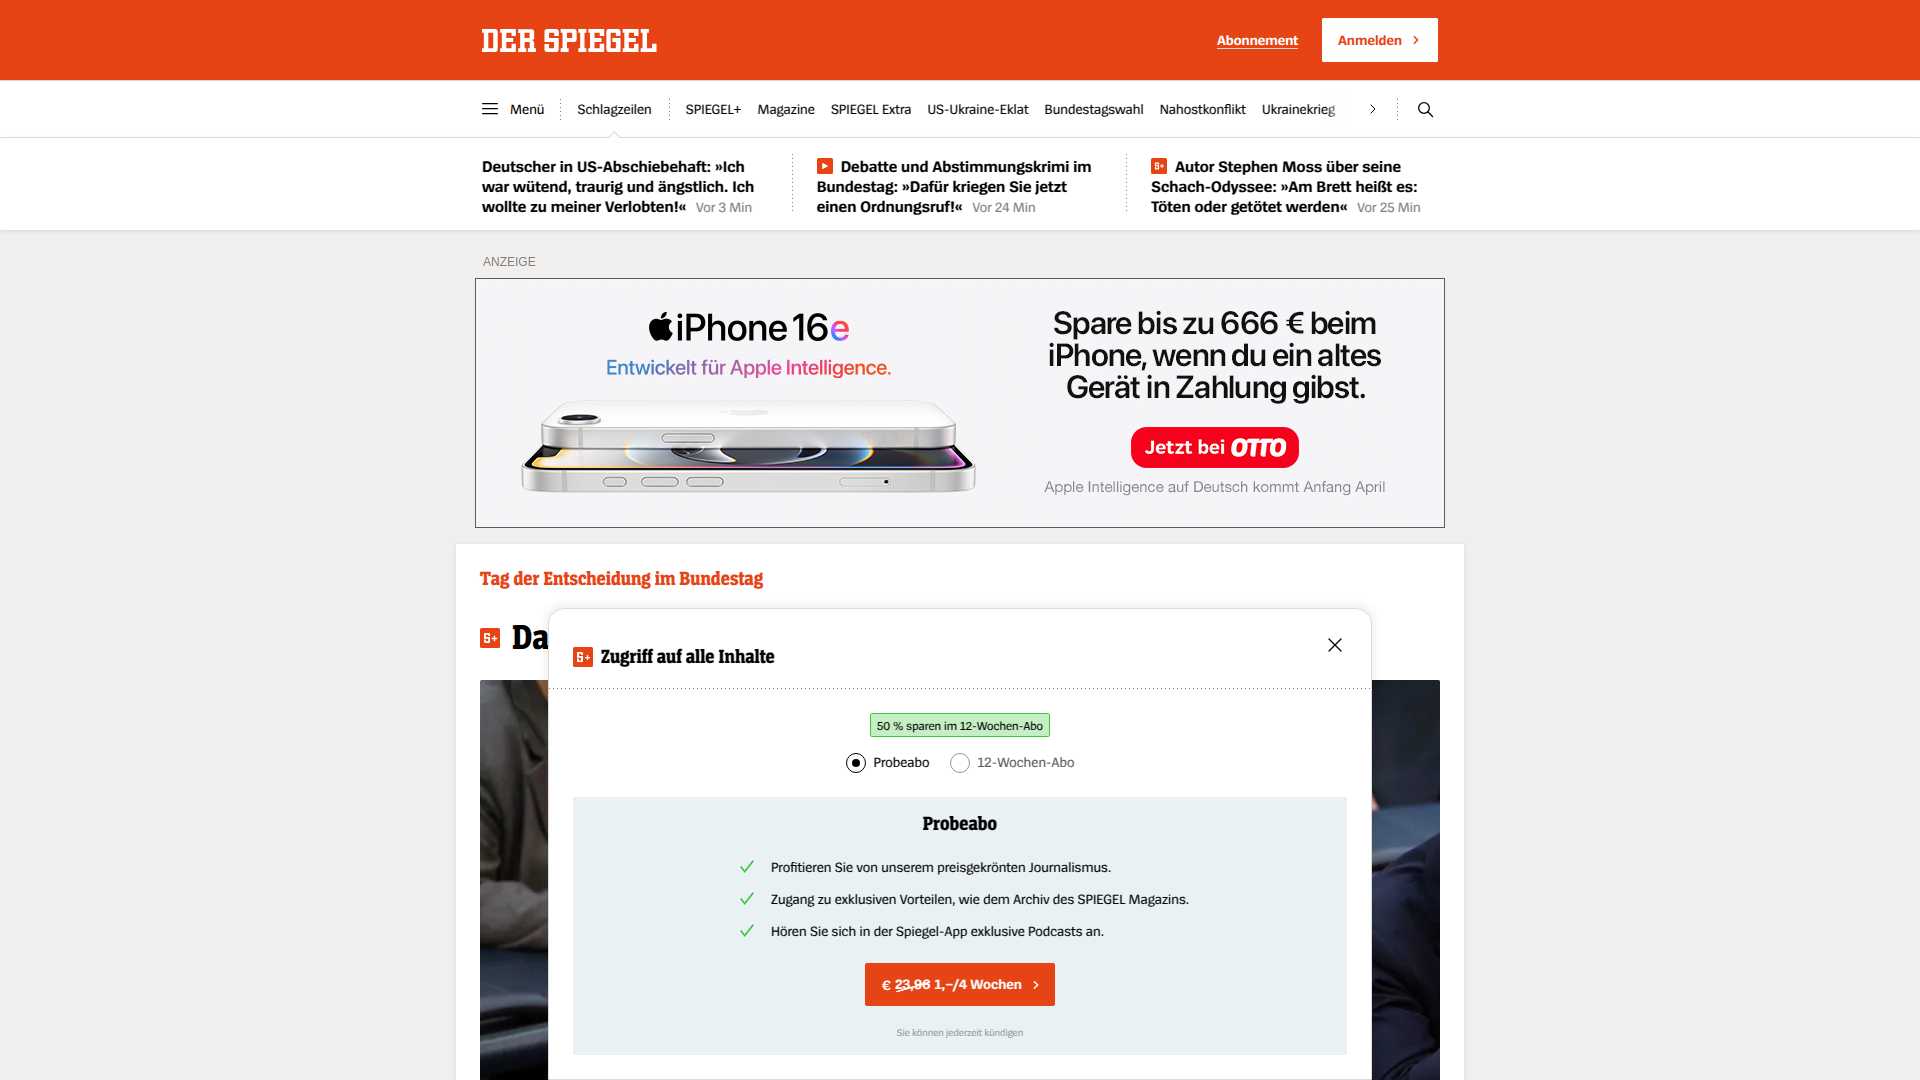 DER SPIEGEL
Abonnement
Anmelden
Menü
Schlagzeilen
SPIEGEL+
Magazine
SPIEGEL Extra
US-Ukraine-Eklat
Bundestagswahl
Nahostkonflikt
Ukrainekrieg
Deutscher in US-Abschiebehaft: »Ich
war wütend, traurig und ängstlich. Ich
wollte zu meiner Verlobten!« Vor 3 Min
Debatte und Abstimmungskrimi im
Bundestag: »Dafür kriegen Sie jetzt
einen Ordnungsruf!« Vor 24 Min
S+ Autor Stephen Moss über seine
Schach-Odyssee: »Am Brett heißt es:
Töten oder getötet werden« Vor 25 Min
ANZEIGE
iPhone 16e
Entwickelt für Apple Intelligence.
Spare bis zu 666 € beim
iPhone, wenn du ein altes
Gerät in Zahlung gibst.
Jetzt bei OTTO
Apple Intelligence auf Deutsch kommt Anfang April
Tag der Entscheidung im Bundestag
S+ Da
S+ Zugriff auf alle Inhalte
50 % sparen im 12-Wochen-Abo
Probeabo
12-Wochen-Abo
Probeabo
Profitieren Sie von unserem preisgekrönten Journalismus.
Zugang zu exklusiven Vorteilen, wie dem Archiv des SPIEGEL Magazins.
Hören Sie sich in der Spiegel-App exklusive Podcasts an.
€ 23,96 1,–/4 Wochen
Sie können jederzeit kündigen